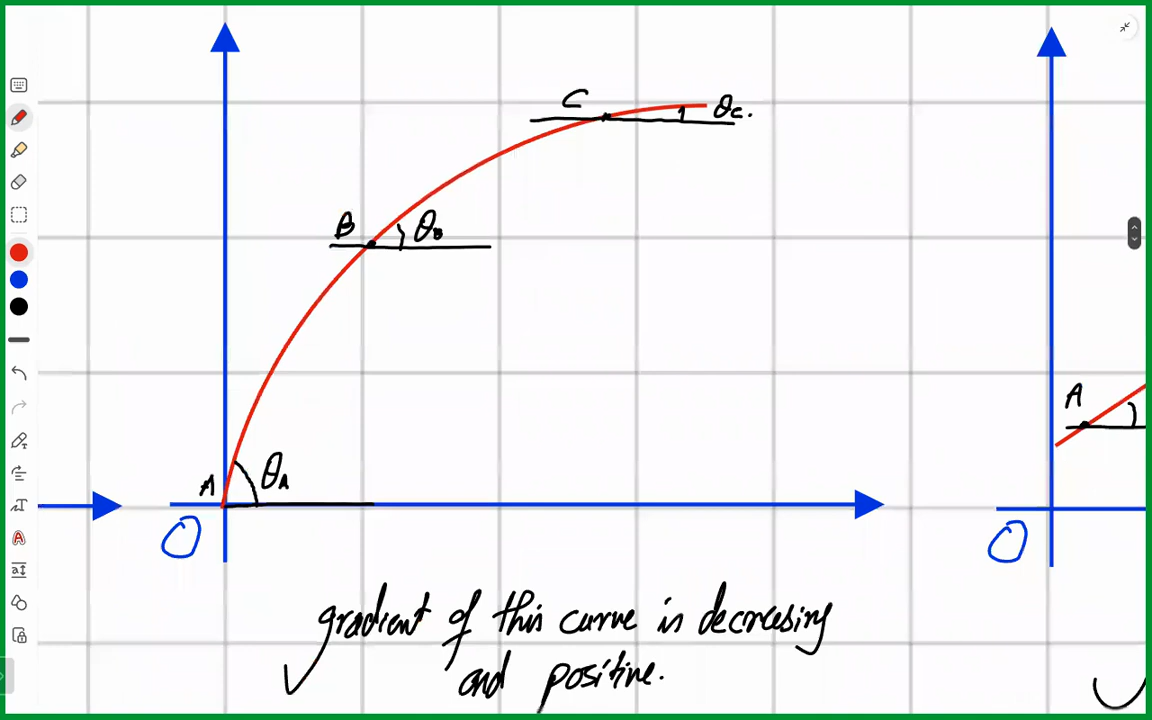 C
θc.
B
θB
A
A
θA
O
O
gradient of this curve is decreasing
and positive.